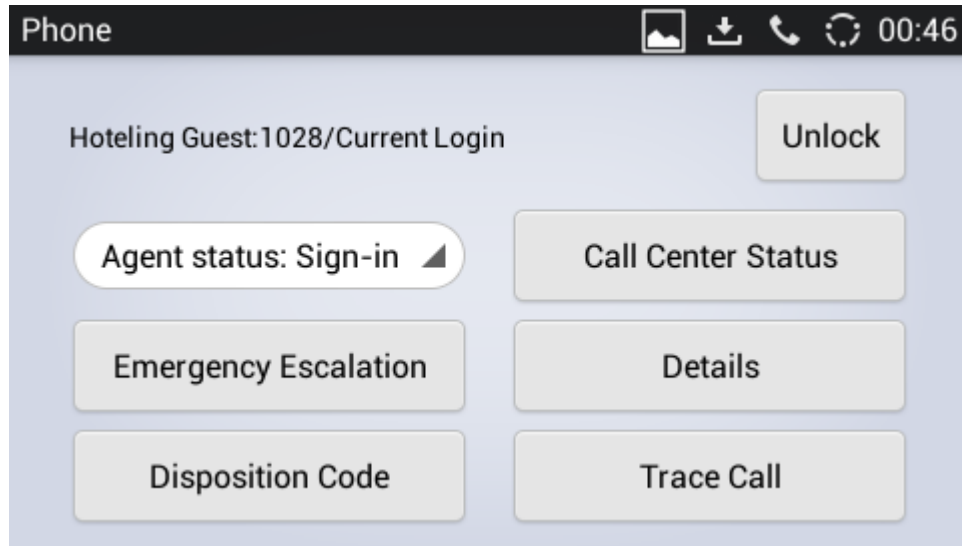 Phone 00:46
Hoteling Guest:1028/Current Login
Unlock
Agent status: Sign-in
Call Center Status
Emergency Escalation
Details
Disposition Code
Trace Call